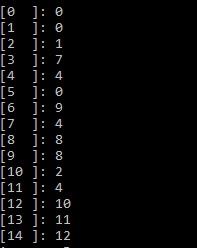 [0  ]: 0
[1  ]: 0
[2  ]: 1
[3  ]: 7
[4  ]: 4
[5  ]: 0
[6  ]: 9
[7  ]: 4
[8  ]: 8
[9  ]: 8
[10 ]: 2
[11 ]: 4
[12 ]: 10
[13 ]: 11
[14 ]: 12